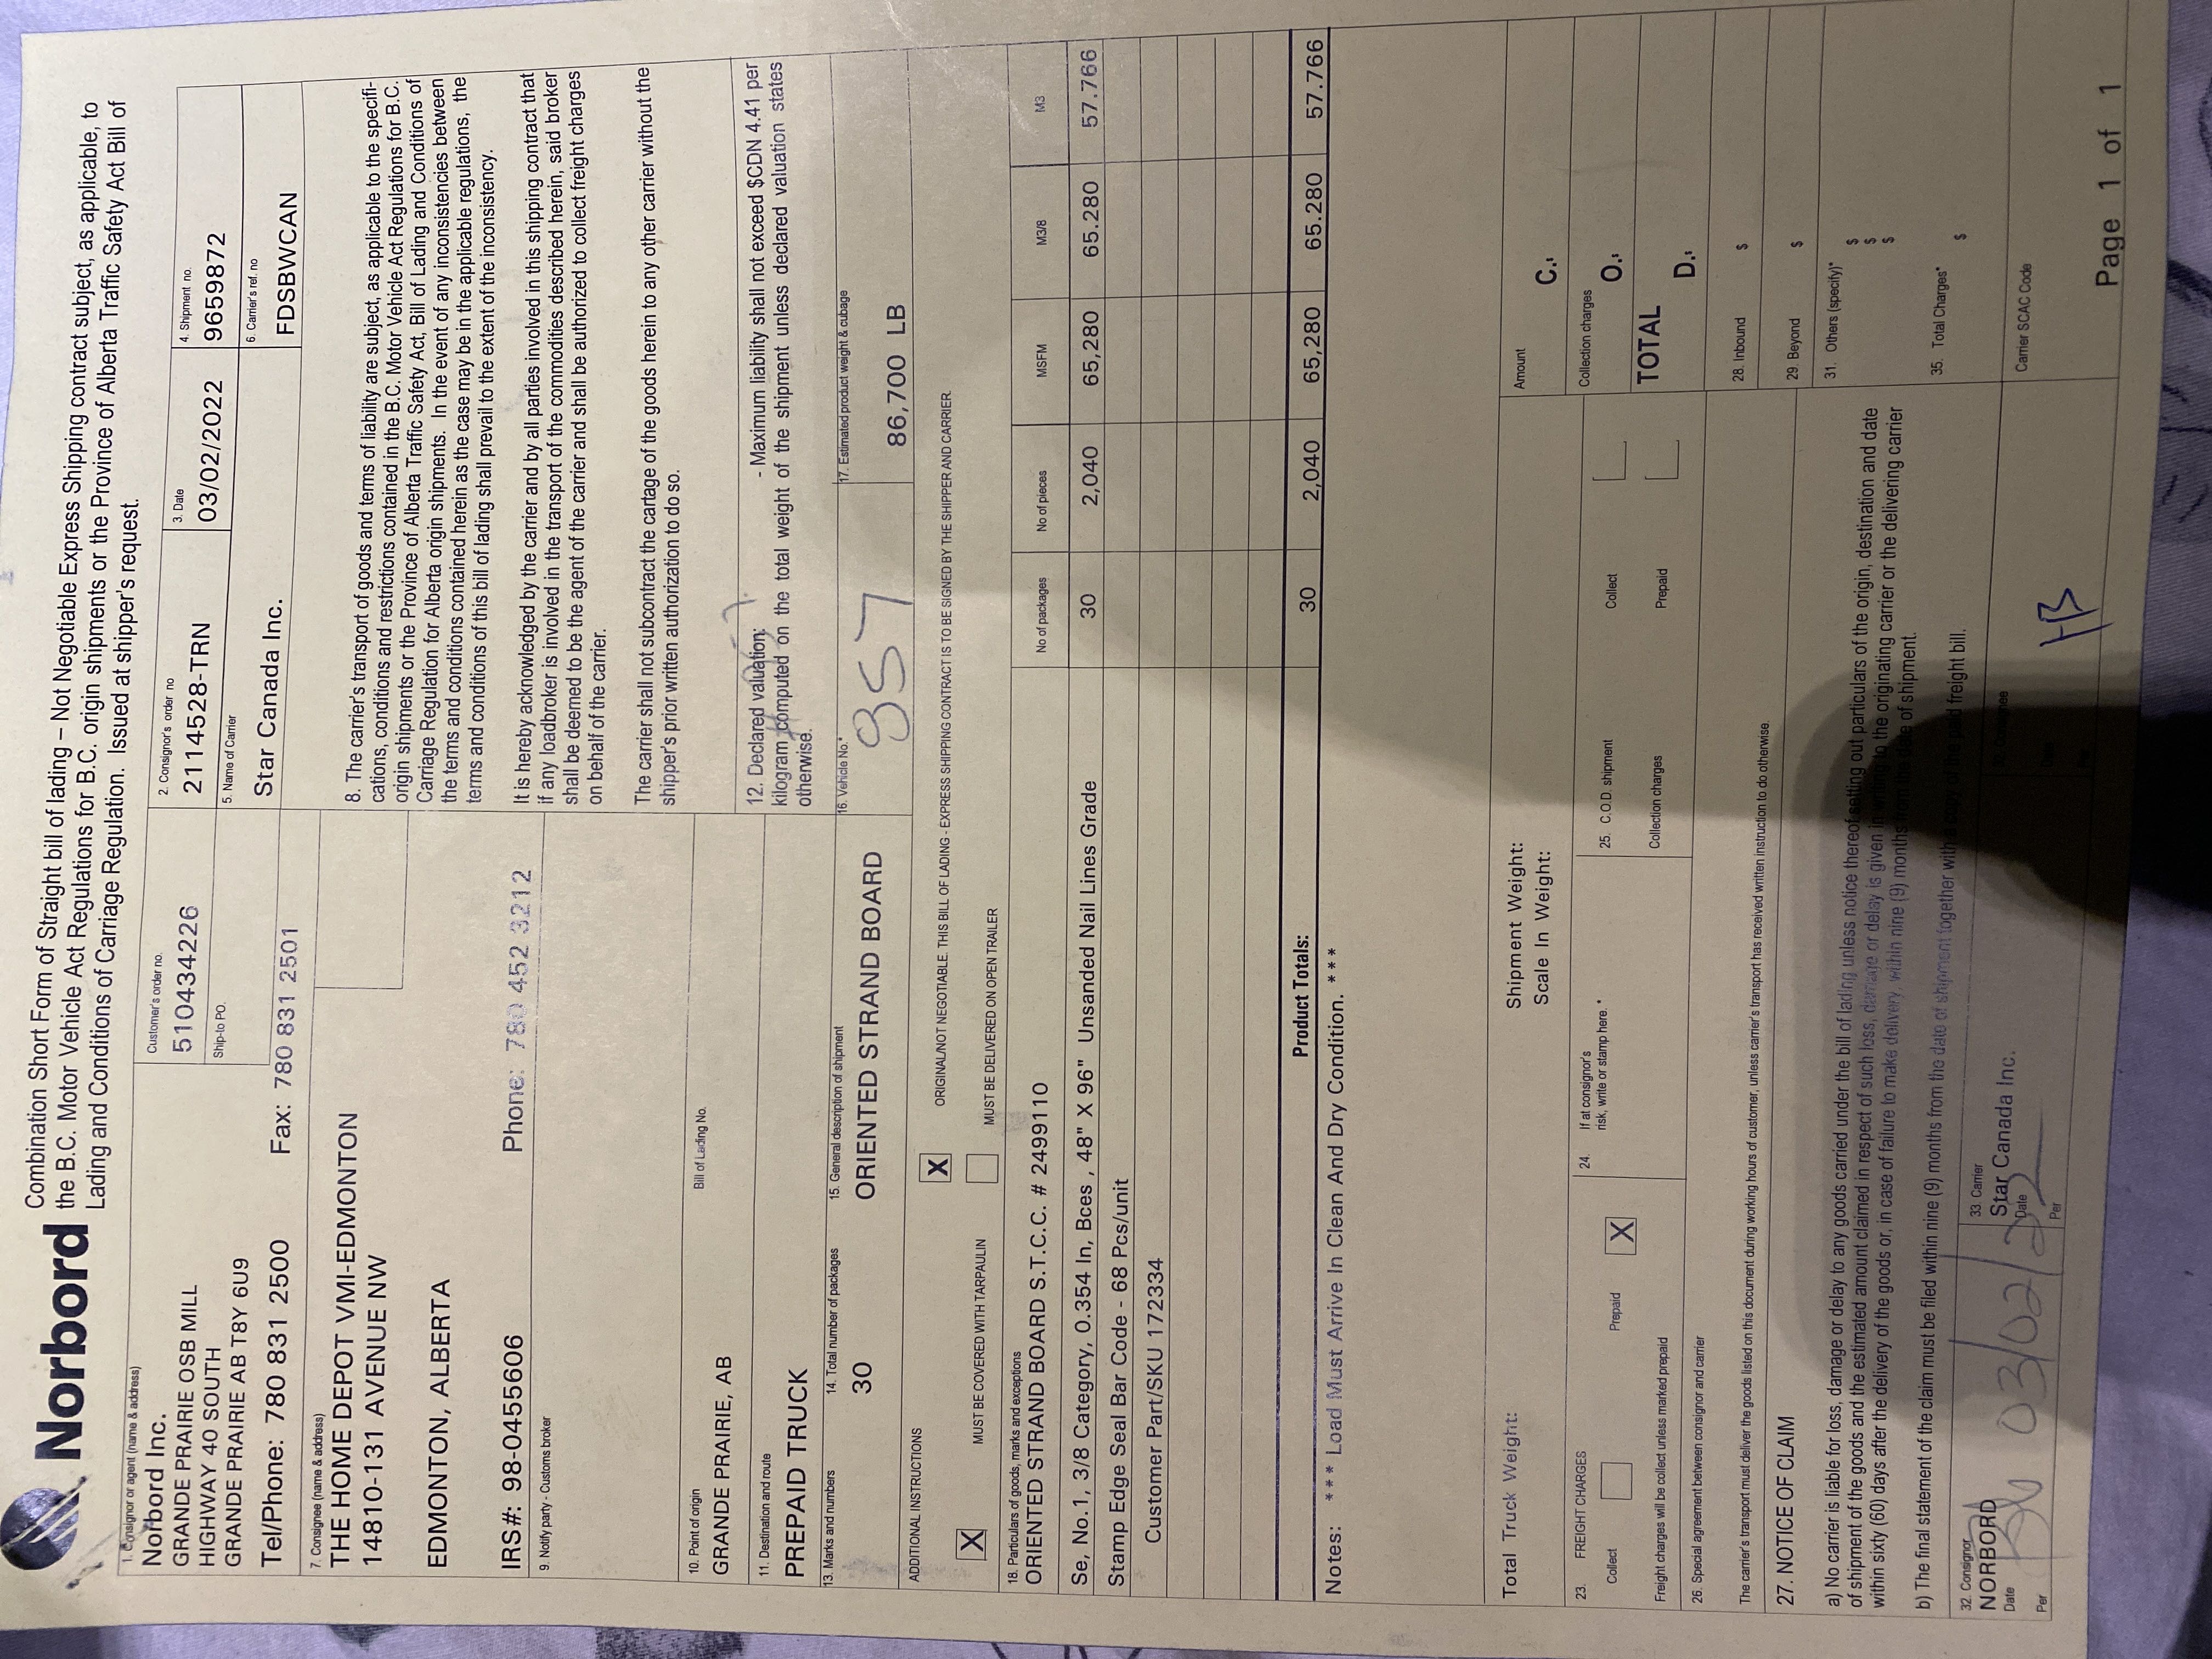 Norbord
Combination Short Form of Straight bill of lading – Not Negotiable Express Shipping contract subject, as applicable, to
the B.C. Motor Vehicle Act Regulations for B.C. origin shipments or the Province of Alberta Traffic Safety Act Bill of
Lading and Conditions of Carriage Regulation. Issued at shipper's request.
1. Consignor or agent (name & address)
Norbord Inc.
GRANDE PRAIRIE OSB MILL
HIGHWAY 40 SOUTH
GRANDE PRAIRIE AB T8Y 6U9
Tel/Phone: 780 831 2500 Fax: 780 831 2501
Customer's order no.
510434226
Ship-to PO.
2. Consignor's order no
2114528-TRN
3. Date
03/02/2022
4. Shipment no.
9659872
5. Name of Carrier
Star Canada Inc.
6. Carrier's ref. no
FDSBWCAN
7. Consignee (name & address)
THE HOME DEPOT VMI-EDMONTON
14810-131 AVENUE NW
EDMONTON, ALBERTA
IRS#: 98-0455606 Phone: 780 452 3212
8. The carrier's transport of goods and terms of liability are subject, as applicable to the specifi-
cations, conditions and restrictions contained in the B.C. Motor Vehicle Act Regulations for B.C.
origin shipments or the Province of Alberta Traffic Safety Act, Bill of Lading and Conditions of
Carriage Regulation for Alberta origin shipments. In the event of any inconsistencies between
the terms and conditions contained herein as the case may be in the applicable regulations, the
terms and conditions of this bill of lading shall prevail to the extent of the inconsistency.
It is hereby acknowledged by the carrier and by all parties involved in this shipping contract that
if any loadbroker is involved in the transport of the commodities described herein, said broker
shall be deemed to be the agent of the carrier and shall be authorized to collect freight charges
on behalf of the carrier.
The carrier shall not subcontract the cartage of the goods herein to any other carrier without the
shipper's prior written authorization to do so.
9. Notify party - Customs broker
10. Point of origin Bill of Lading No.
GRANDE PRAIRIE, AB
11. Destination and route
PREPAID TRUCK
12. Declared valuation: - Maximum liability shall not exceed $CDN 4.41 per
kilogram computed on the total weight of the shipment unless declared valuation states
otherwise.
13. Marks and numbers
14. Total number of packages
30
15. General description of shipment
ORIENTED STRAND BOARD
16. Vehicle No.*
957
17. Estimated product weight & cubage
86,700 LB
ADDITIONAL INSTRUCTIONS
X ORIGINAL/NOT NEGOTIABLE. THIS BILL OF LADING - EXPRESS SHIPPING CONTRACT IS TO BE SIGNED BY THE SHIPPER AND CARRIER.
X MUST BE COVERED WITH TARPAULIN MUST BE DELIVERED ON OPEN TRAILER
18. Particulars of goods, marks and exceptions
ORIENTED STRAND BOARD S.T.C.C. # 2499110 No of packages No of pieces MSFM M3/8 M3
Se, No.1, 3/8 Category, 0.354 In, Bces , 48" X 96" Unsanded Nail Lines Grade 30 2,040 65,280 65.280 57.766
Stamp Edge Seal Bar Code - 68 Pcs/unit
Customer Part/SKU 172334
Product Totals: 30 2,040 65,280 65.280 57.766
Notes: *** Load Must Arrive In Clean And Dry Condition. ***
Total Truck Weight: Shipment Weight:
Scale In Weight:
Amount
C.:
Collection charges
O.:
TOTAL
D.:
23. FREIGHT CHARGES
Collect Prepaid X
Freight charges will be collect unless marked prepaid
24. If at consignor's
risk, write or stamp here. *
25. C.O.D. shipment Collect
Collection charges Prepaid
26. Special agreement between consignor and carrier
The carrier's transport must deliver the goods listed on this document during working hours of customer, unless carrier's transport has received written instruction to do otherwise.
27. NOTICE OF CLAIM
a) No carrier is liable for loss, damage or delay to any goods carried under the bill of lading unless notice thereof setting out particulars of the origin, destination and date
of shipment of the goods and the estimated amount claimed in respect of such loss, damage or delay is given in writing to the originating carrier or the delivering carrier
within sixty (60) days after the delivery of the goods or, in case of failure to make delivery, within nine (9) months from the date of shipment.
b) The final statement of the claim must be filed within nine (9) months from the date of shipment together with a copy of the paid freight bill.
28. Inbound $
29. Beyond $
31. Others (specify)*
$
$
$
35. Total Charges*
$
32. Consignor
NORBORD
Date
03/02/22
Per
33. Carrier
Star Canada Inc.
Date
Per
Consignee
Date
HB
Carrier SCAC Code
Page 1 of 1